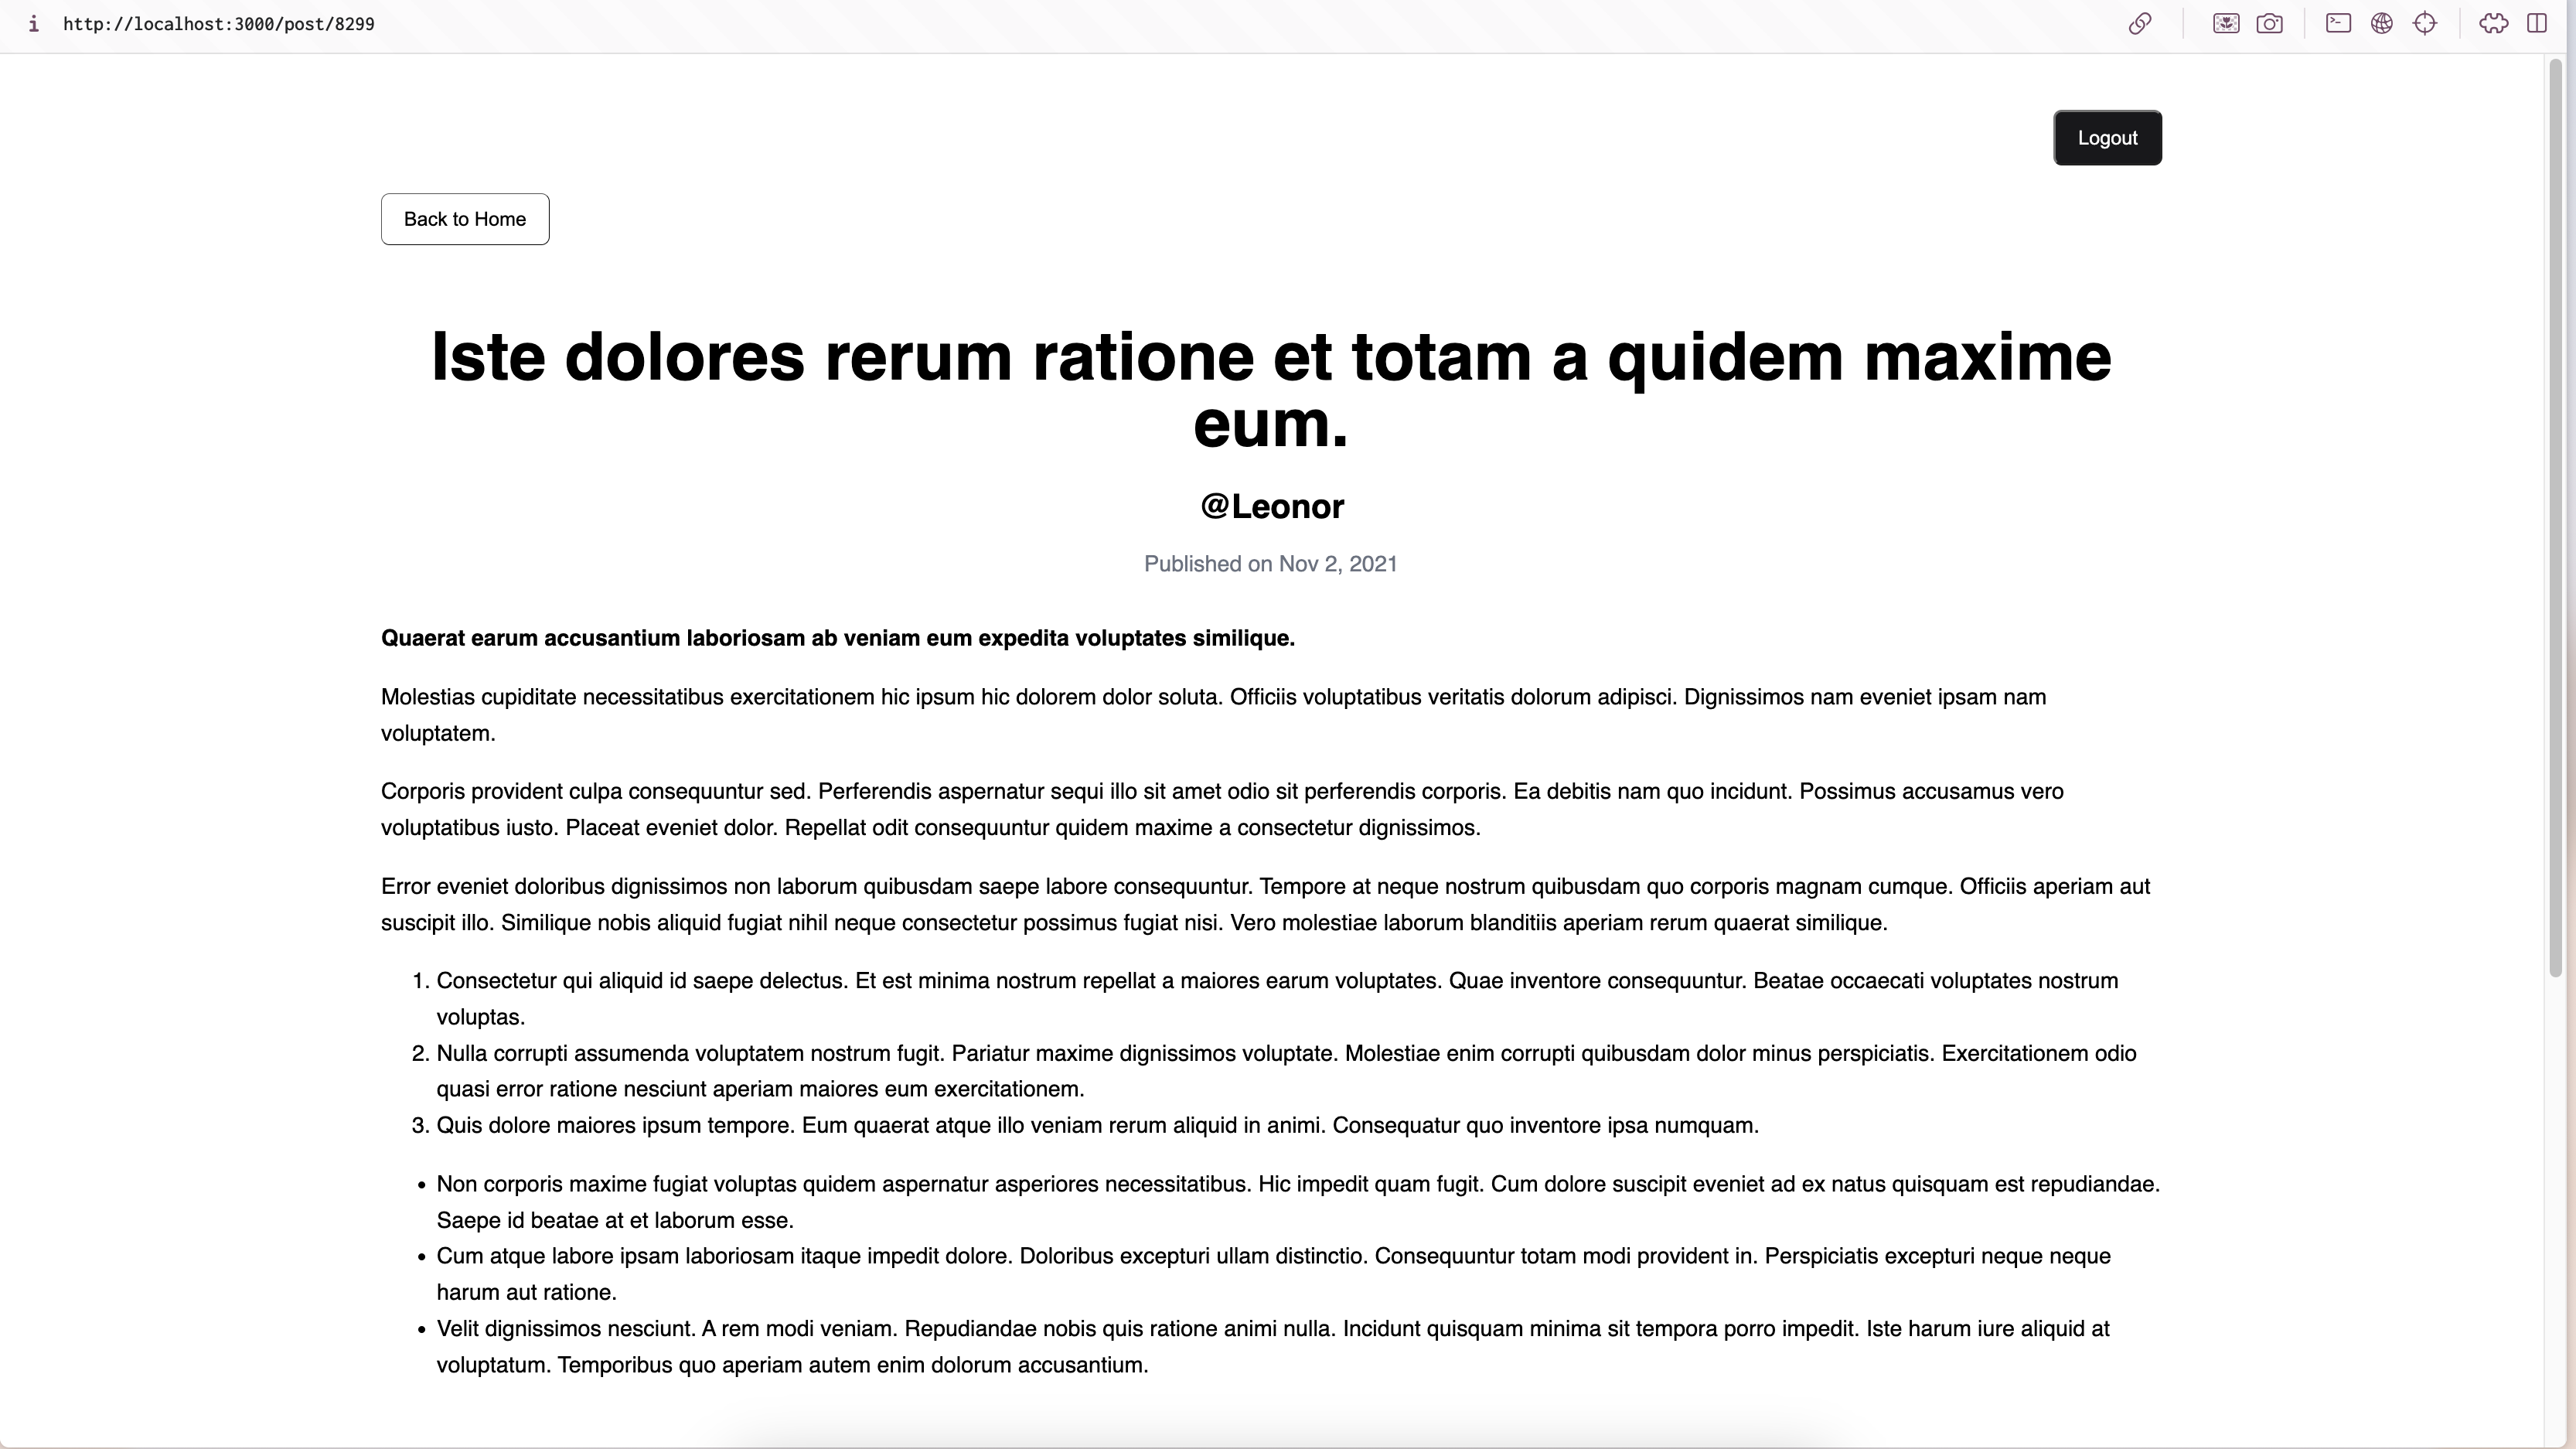 i http://localhost:3000/post/8299
Logout
Back to Home
Iste dolores rerum ratione et totam a quidem maxime
eum.
@Leonor
Published on Nov 2, 2021
Quaerat earum accusantium laboriosam ab veniam eum expedita voluptates similique.
Molestias cupiditate necessitatibus exercitationem hic ipsum hic dolorem dolor soluta. Officiis voluptatibus veritatis dolorum adipisci. Dignissimos nam eveniet ipsam nam
voluptatem.
Corporis provident culpa consequuntur sed. Perferendis aspernatur sequi illo sit amet odio sit perferendis corporis. Ea debitis nam quo incidunt. Possimus accusamus vero
voluptatibus iusto. Placeat eveniet dolor. Repellat odit consequuntur quidem maxime a consectetur dignissimos.
Error eveniet doloribus dignissimos non laborum quibusdam saepe labore consequuntur. Tempore at neque nostrum quibusdam quo corporis magnam cumque. Officiis aperiam aut
suscipit illo. Similique nobis aliquid fugiat nihil neque consectetur possimus fugiat nisi. Vero molestiae laborum blanditiis aperiam rerum quaerat similique.
1. Consectetur qui aliquid id saepe delectus. Et est minima nostrum repellat a maiores earum voluptates. Quae inventore consequuntur. Beatae occaecati voluptates nostrum
voluptas.
2. Nulla corrupti assumenda voluptatem nostrum fugit. Pariatur maxime dignissimos voluptate. Molestiae enim corrupti quibusdam dolor minus perspiciatis. Exercitationem odio
quasi error ratione nesciunt aperiam maiores eum exercitationem.
3. Quis dolore maiores ipsum tempore. Eum quaerat atque illo veniam rerum aliquid in animi. Consequatur quo inventore ipsa numquam.
• Non corporis maxime fugiat voluptas quidem aspernatur asperiores necessitatibus. Hic impedit quam fugit. Cum dolore suscipit eveniet ad ex natus quisquam est repudiandae.
Saepe id beatae at et laborum esse.
• Cum atque labore ipsam laboriosam itaque impedit dolore. Doloribus excepturi ullam distinctio. Consequuntur totam modi provident in. Perspiciatis excepturi neque neque
harum aut ratione.
• Velit dignissimos nesciunt. A rem modi veniam. Repudiandae nobis quis ratione animi nulla. Incidunt quisquam minima sit tempora porro impedit. Iste harum iure aliquid at
voluptatum. Temporibus quo aperiam autem enim dolorum accusantium.